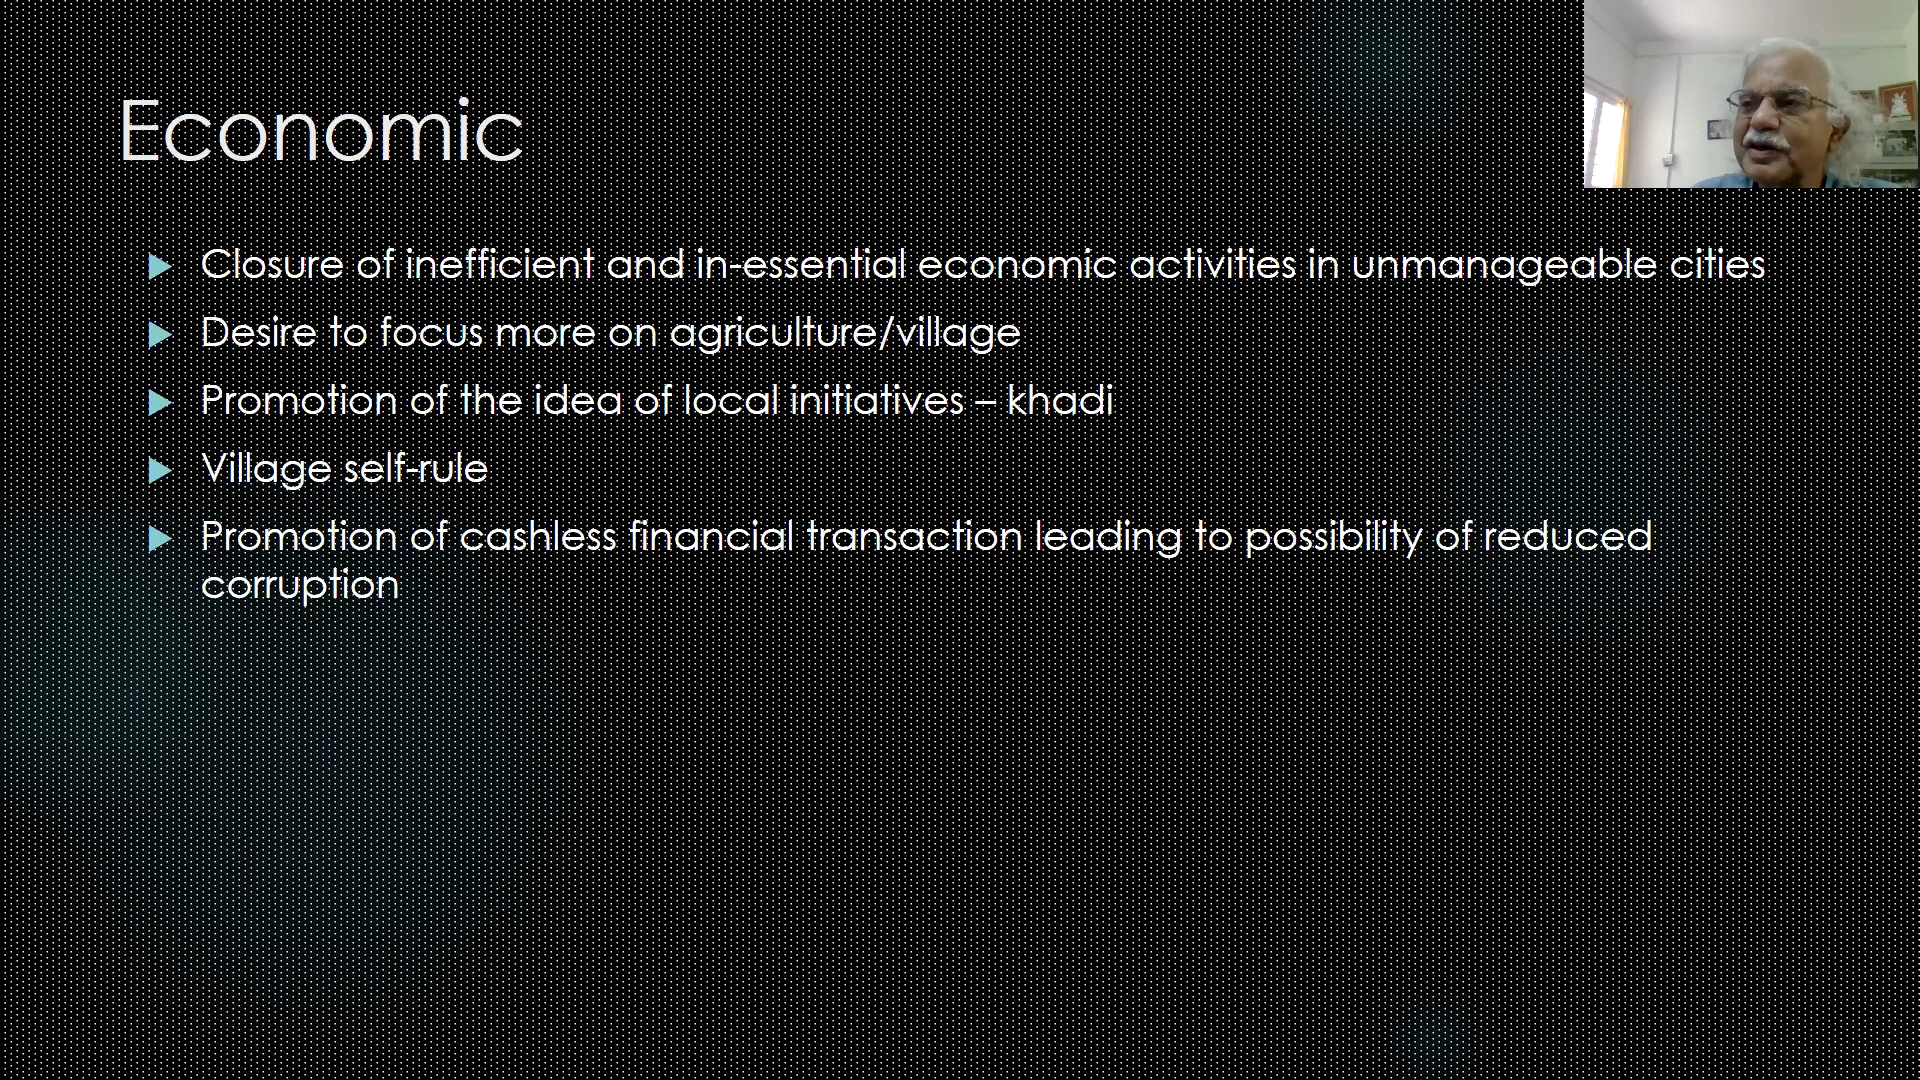 Economic
Closure of inefficient and in-essential economic activities in unmanageable cities
Desire to focus more on agriculture/village
Promotion of the idea of local initiatives – khadi
Village self-rule
Promotion of cashless financial transaction leading to possibility of reduced
corruption